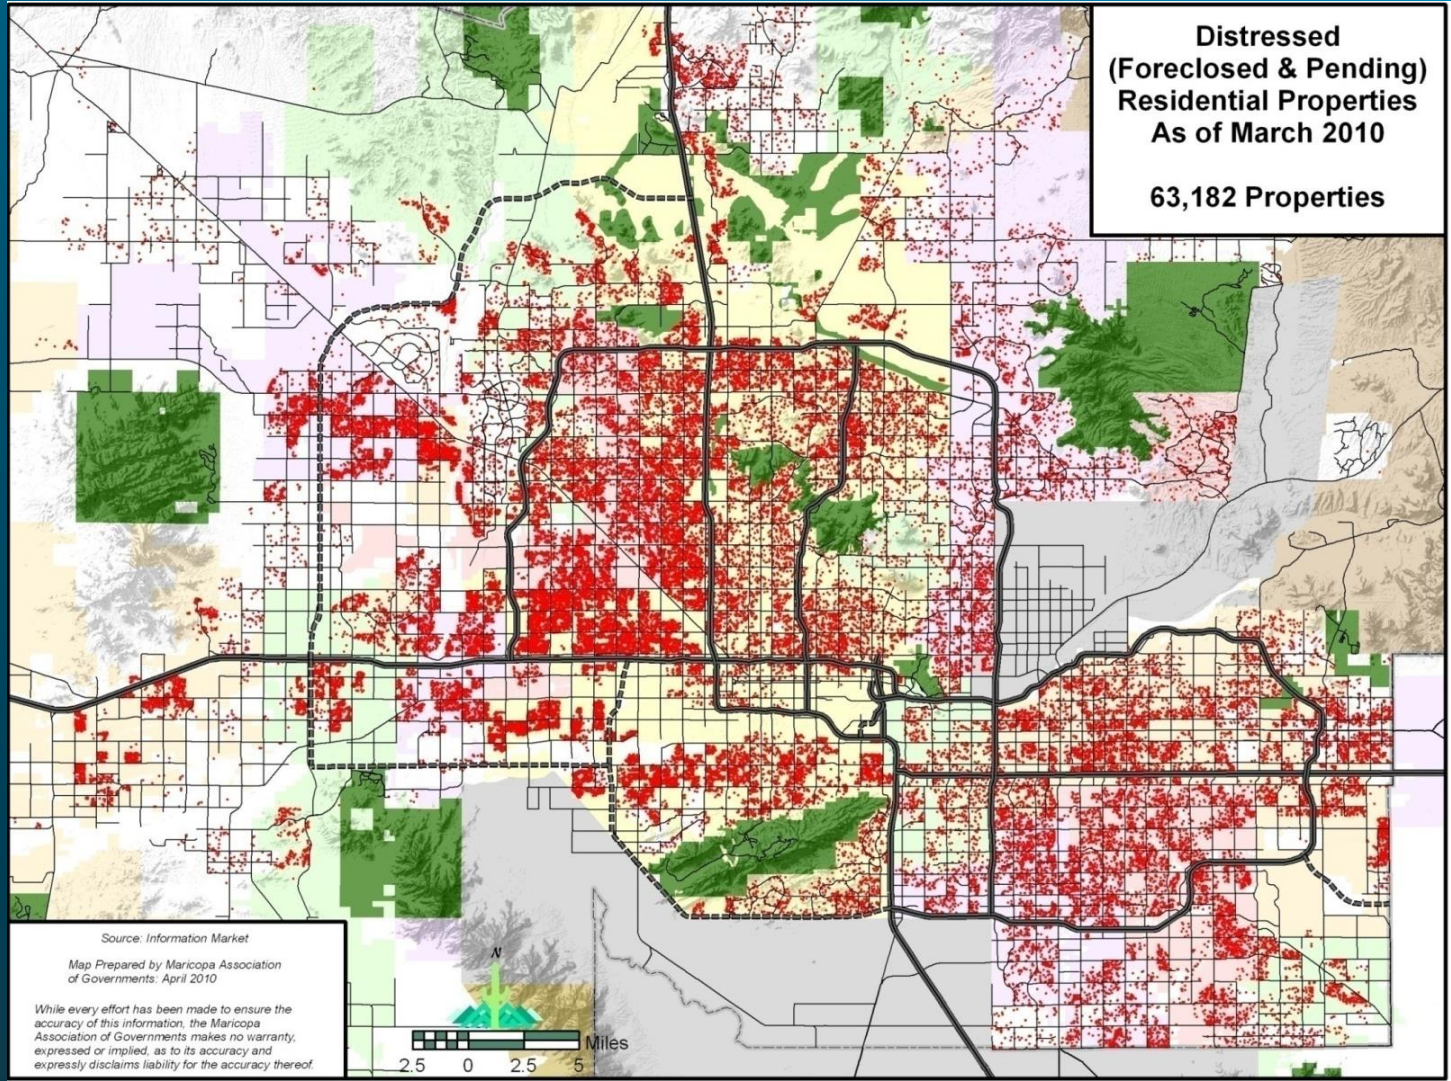 Distressed
(Foreclosed & Pending)
Residential Properties
As of March 2010
63,182 Properties
Source: Information Market
Map Prepared by Maricopa Association
of Governments: April 2010
While every effort has been made to ensure the
accuracy of this information, the Maricopa
Association of Governments makes no warranty,
expressed or implied, as to its accuracy and
expressly disclaims liability for the accuracy thereof.
N
Miles
2.5 0 2.5 5